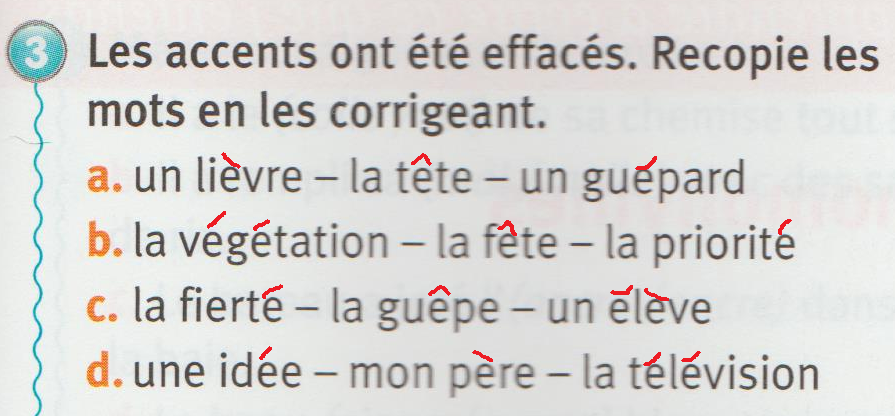 3 Les accents ont été effacés. Recopie les
mots en les corrigeant.
a. un lièvre – la tête – un guépard
b. la végétation – la fête – la priorité
c. la fierté – la guêpe – un élève
d. une idée – mon père – la télévision